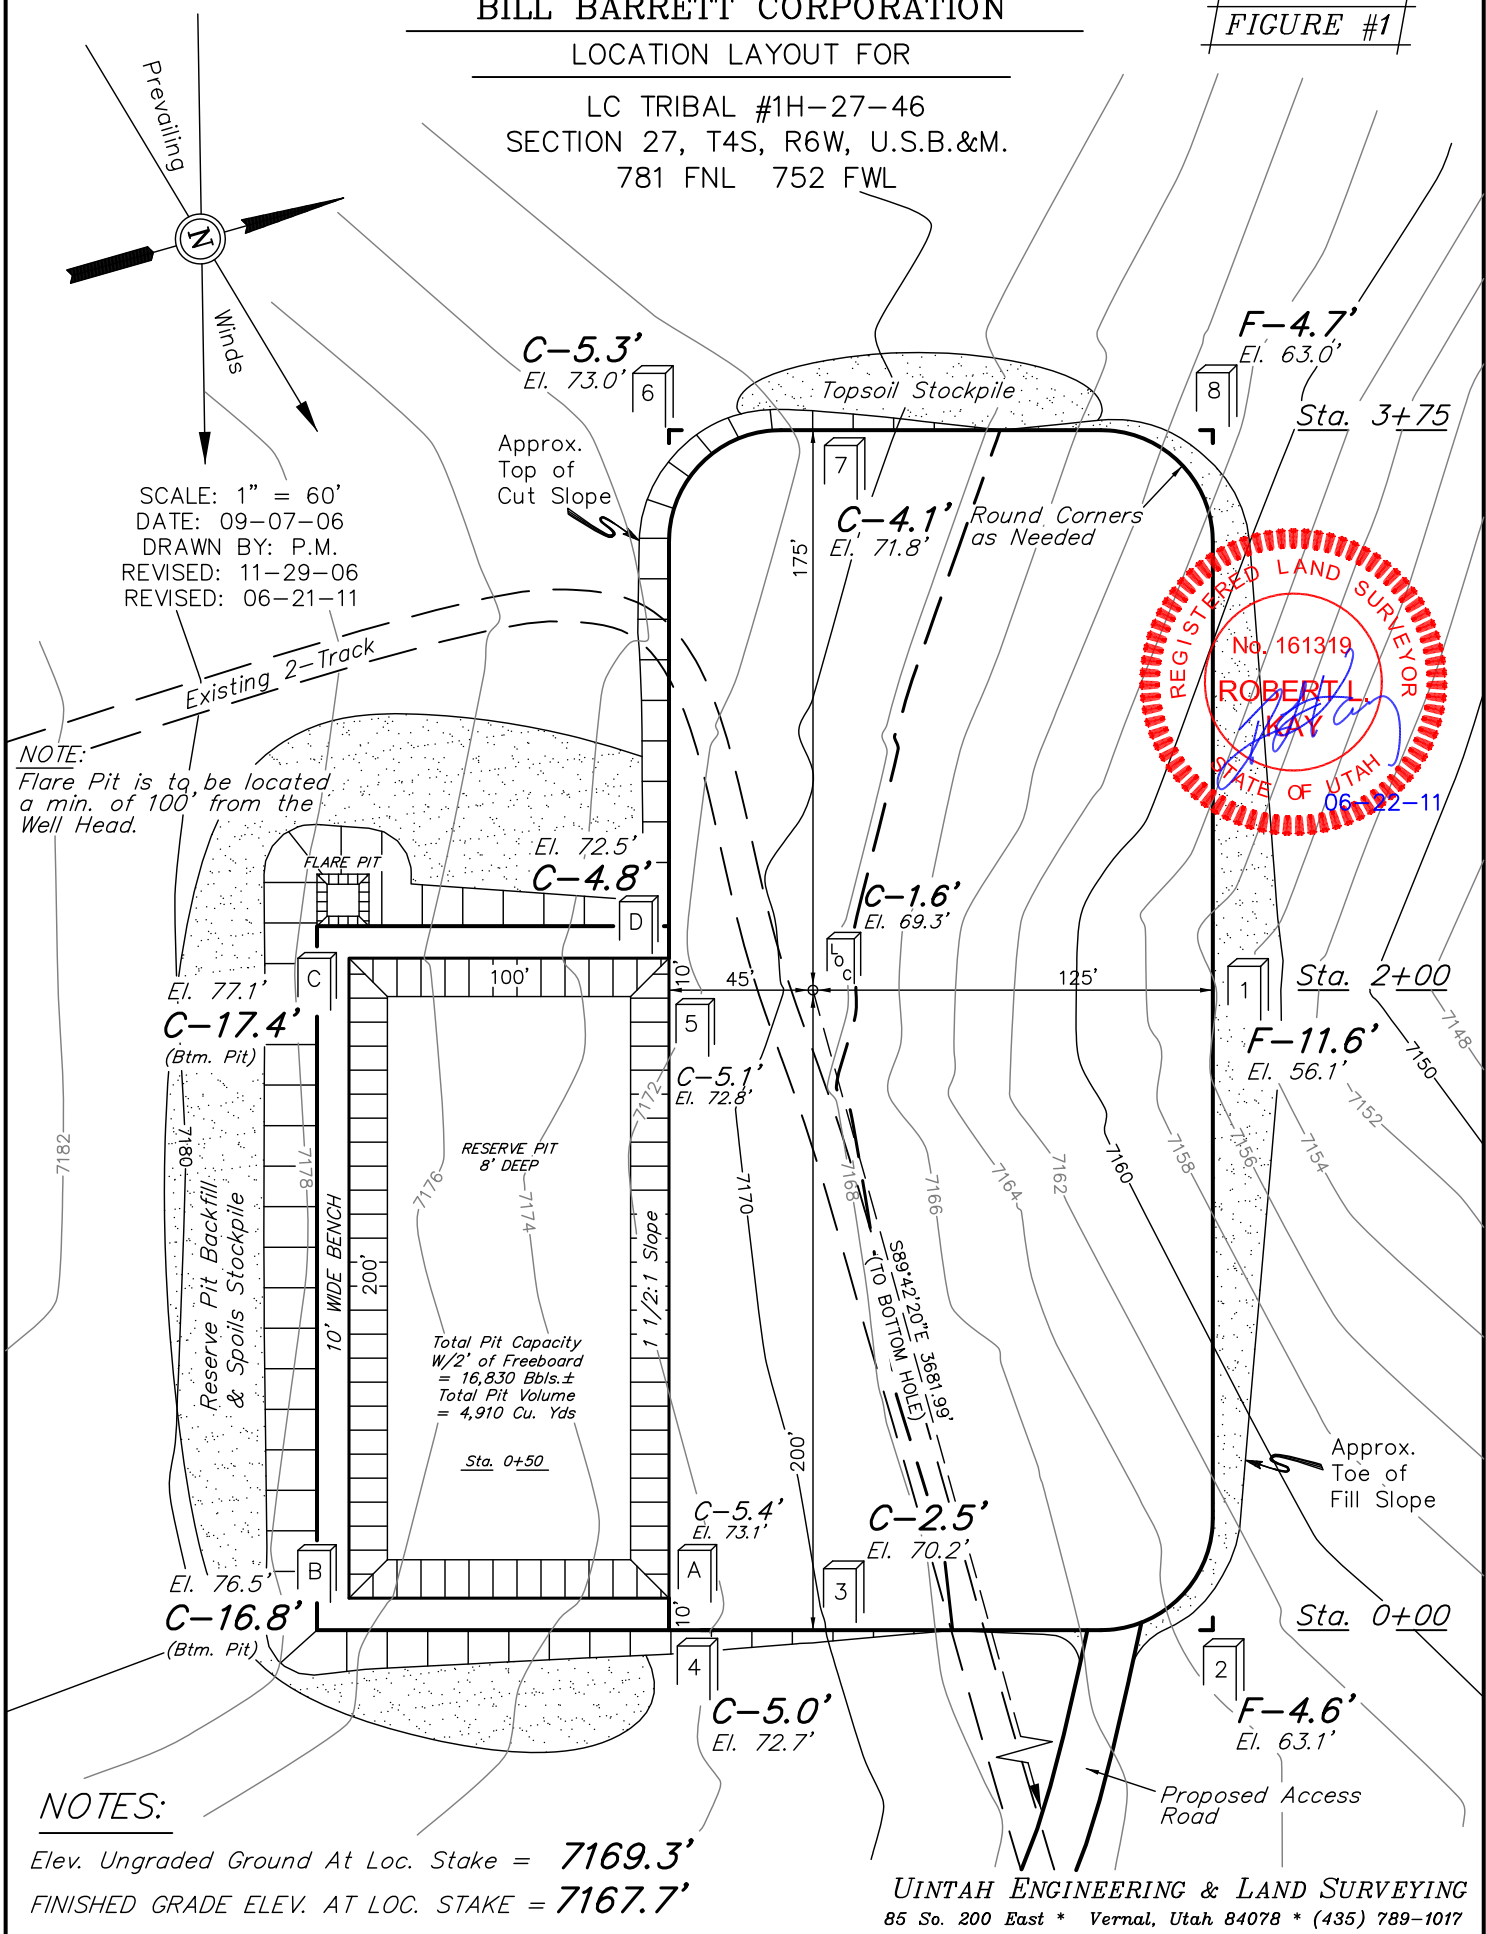 BILL BARRETT CORPORATION
FIGURE #1
LOCATION LAYOUT FOR
LC TRIBAL #1H-27-46
SECTION 27, T4S, R6W, U.S.B.&M.
781 FNL 752 FWL
Prevailing
N
Winds
SCALE: 1" = 60'
DATE: 09-07-06
DRAWN BY: P.M.
REVISED: 11-29-06
REVISED: 06-21-11
C-5.3'
El. 73.0'
6
F-4.7'
El. 63.0'
8
Topsoil Stockpile
Sta. 3+75
Approx.
Top of
Cut Slope
7
C-4.1'
El. 71.8'
Round Corners
as Needed
175'
REGISTERED LAND SURVEYOR
No. 161319
ROBERT L.
KAY
STATE OF UTAH
06-22-11
Existing 2-Track
NOTE:
Flare Pit is to be located
a min. of 100' from the
Well Head.
FLARE PIT
El. 72.5'
C-4.8'
D
C-1.6'
El. 69.3'
LOC
C
El. 77.1'
C-17.4'
(Btm. Pit)
100'
10'
45'
125'
1
Sta. 2+00
5
C-5.1'
El. 72.8'
F-11.6'
El. 56.1'
7148
7150
7152
7154
7156
7158
7160
7162
7164
7166
7168
7170
7172
7174
7176
7178
7180
7182
RESERVE PIT
8' DEEP
Reserve Pit Backfill
& Spoils Stockpile
10' WIDE BENCH
200'
1 1/2:1 Slope
S89°42'20"E 3681.99'
(TO BOTTOM HOLE)
Total Pit Capacity
W/2' of Freeboard
= 16,830 Bbls.±
Total Pit Volume
= 4,910 Cu. Yds
Sta. 0+50
200'
Approx.
Toe of
Fill Slope
C-5.4'
El. 73.1'
A
C-2.5'
El. 70.2'
3
El. 76.5'
B
C-16.8'
(Btm. Pit)
10'
Sta. 0+00
4
C-5.0'
El. 72.7'
2
F-4.6'
El. 63.1'
Proposed Access
Road
NOTES:
Elev. Ungraded Ground At Loc. Stake = 7169.3'
FINISHED GRADE ELEV. AT LOC. STAKE = 7167.7'
UINTAH ENGINEERING & LAND SURVEYING
85 So. 200 East * Vernal, Utah 84078 * (435) 789-1017